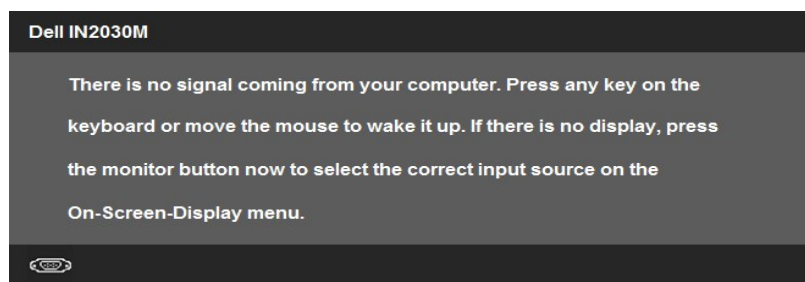 Dell IN2030M
There is no signal coming from your computer. Press any key on the
keyboard or move the mouse to wake it up. If there is no display, press
the monitor button now to select the correct input source on the
On-Screen-Display menu.